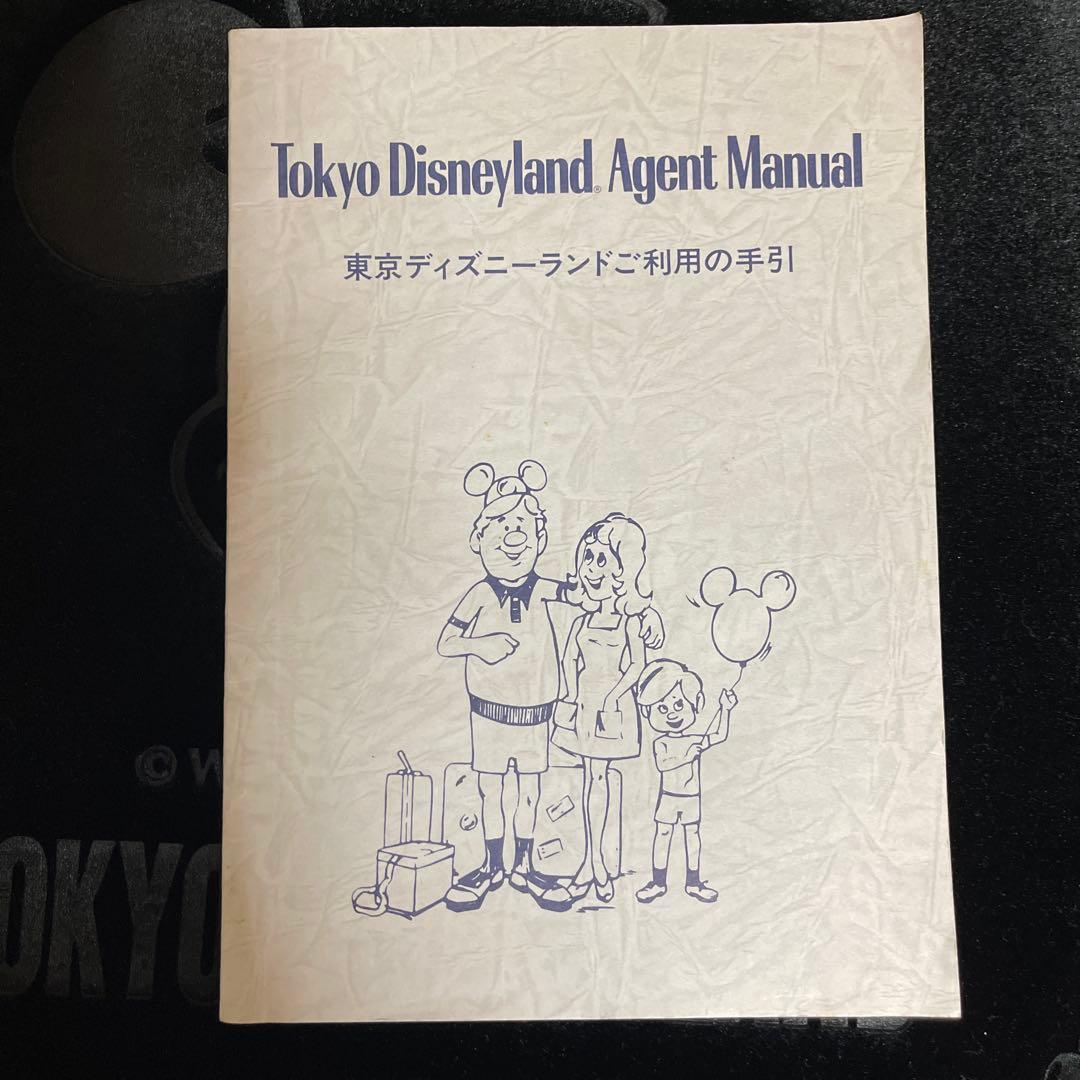 Tokyo Disneyland® Agent Manual
東京ディズニーランドご利用の手引
© W
TOKYO